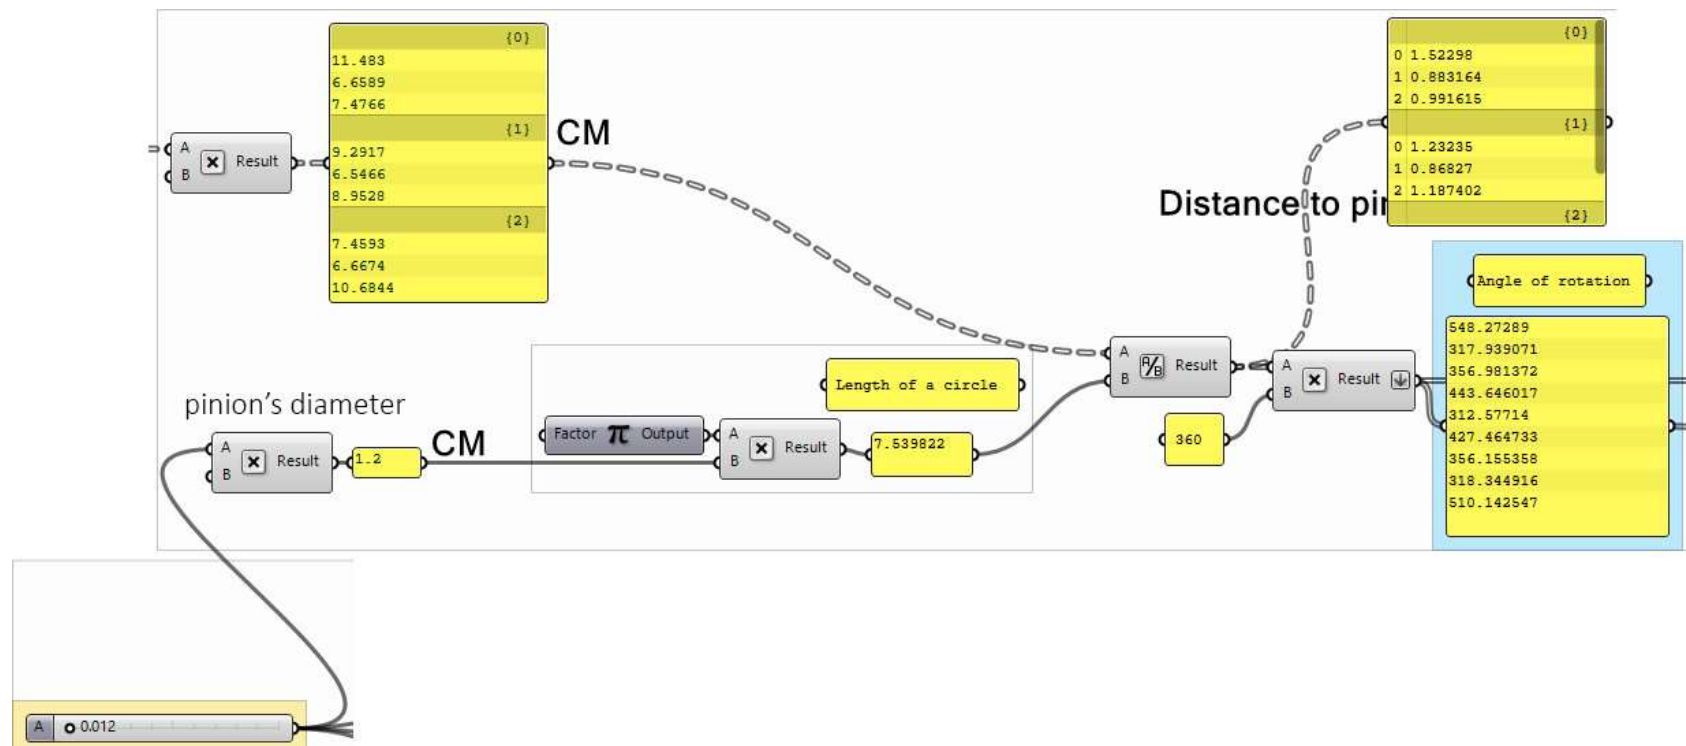 {0}
11.483
6.6589
7.4766
{1}
9.2917
6.5466
8.9528
{2}
7.4593
6.6674
10.6844
CM
A
B
Result
{0}
0 1.52298
1 0.883164
2 0.991615
{1}
0 1.23235
1 0.86827
2 1.187402
{2}
Distance to pi
Angle of rotation
548.27289
317.939071
356.981372
443.646017
312.57714
427.464733
356.155358
318.344916
510.142547
A
B
A/B
Result
A
B
Result
360
Length of a circle
Factor π Output
A
B
Result
7.539822
pinion's diameter
A
B
Result
1.2
CM
A 0.012